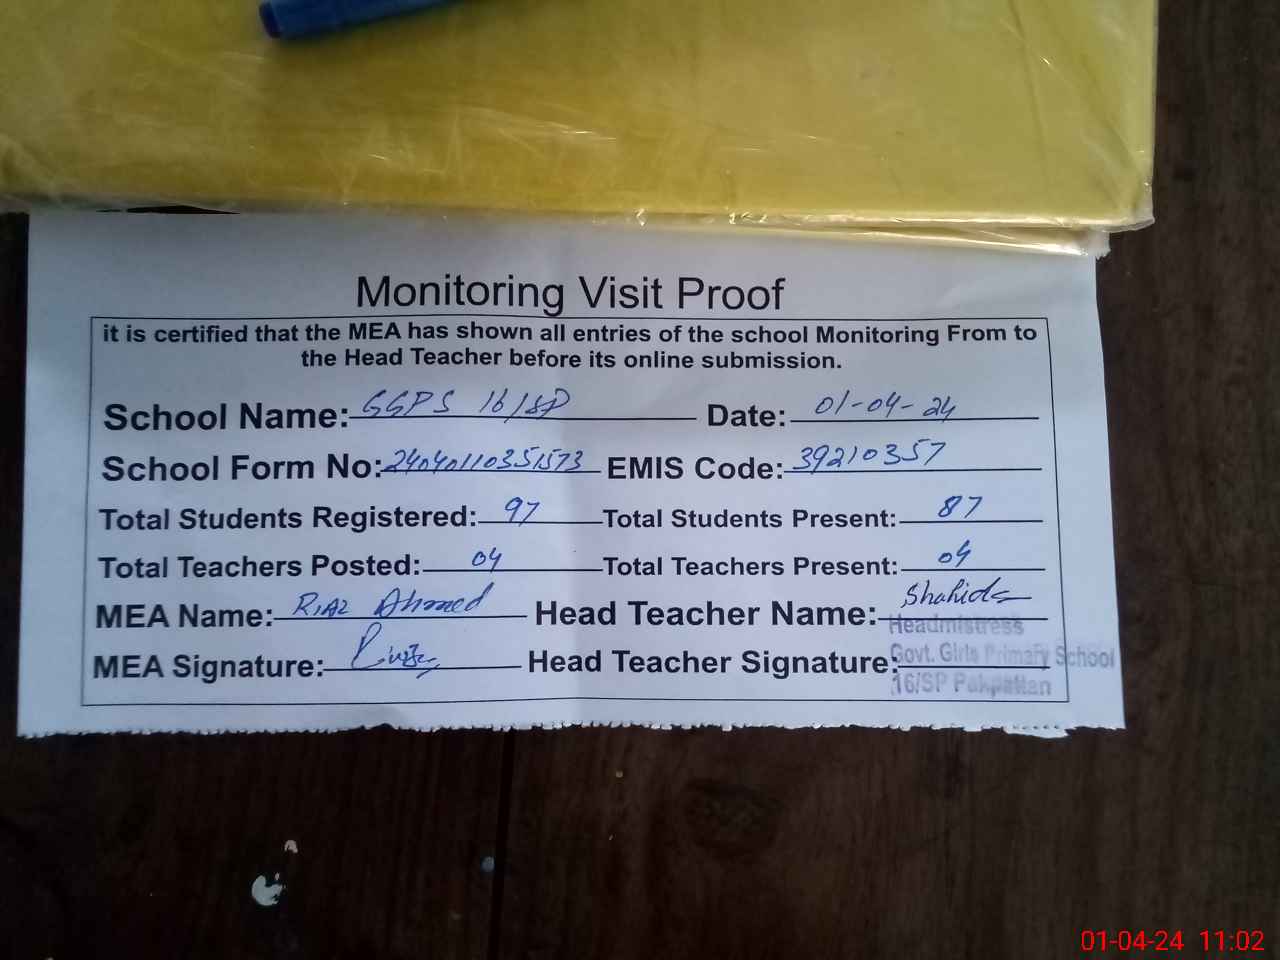 Monitoring Visit Proof
it is certified that the MEA has shown all entries of the school Monitoring From to
the Head Teacher before its online submission.
School Name: GGPS 16/SP Date: 01-04-24
School Form No: 24040110351573 EMIS Code: 39210357
Total Students Registered: 97 Total Students Present: 87
Total Teachers Posted: 04 Total Teachers Present: 04
MEA Name: Riaz Ahmed Head Teacher Name: Shahida
MEA Signature: Head Teacher Signature:
Headmistress
Govt. Girls Primary School
16/SP Pakpattan
01-04-24 11:02